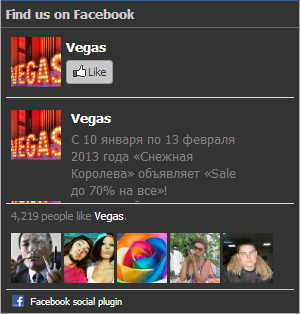 Find us on Facebook
VEGAS
Vegas
Like
VEGAS
Vegas
С 10 января по 13 февраля
2013 года «Снежная
Королева» объявляет «Sale
до 70% на все»!
4,219 people like Vegas.
Facebook social plugin